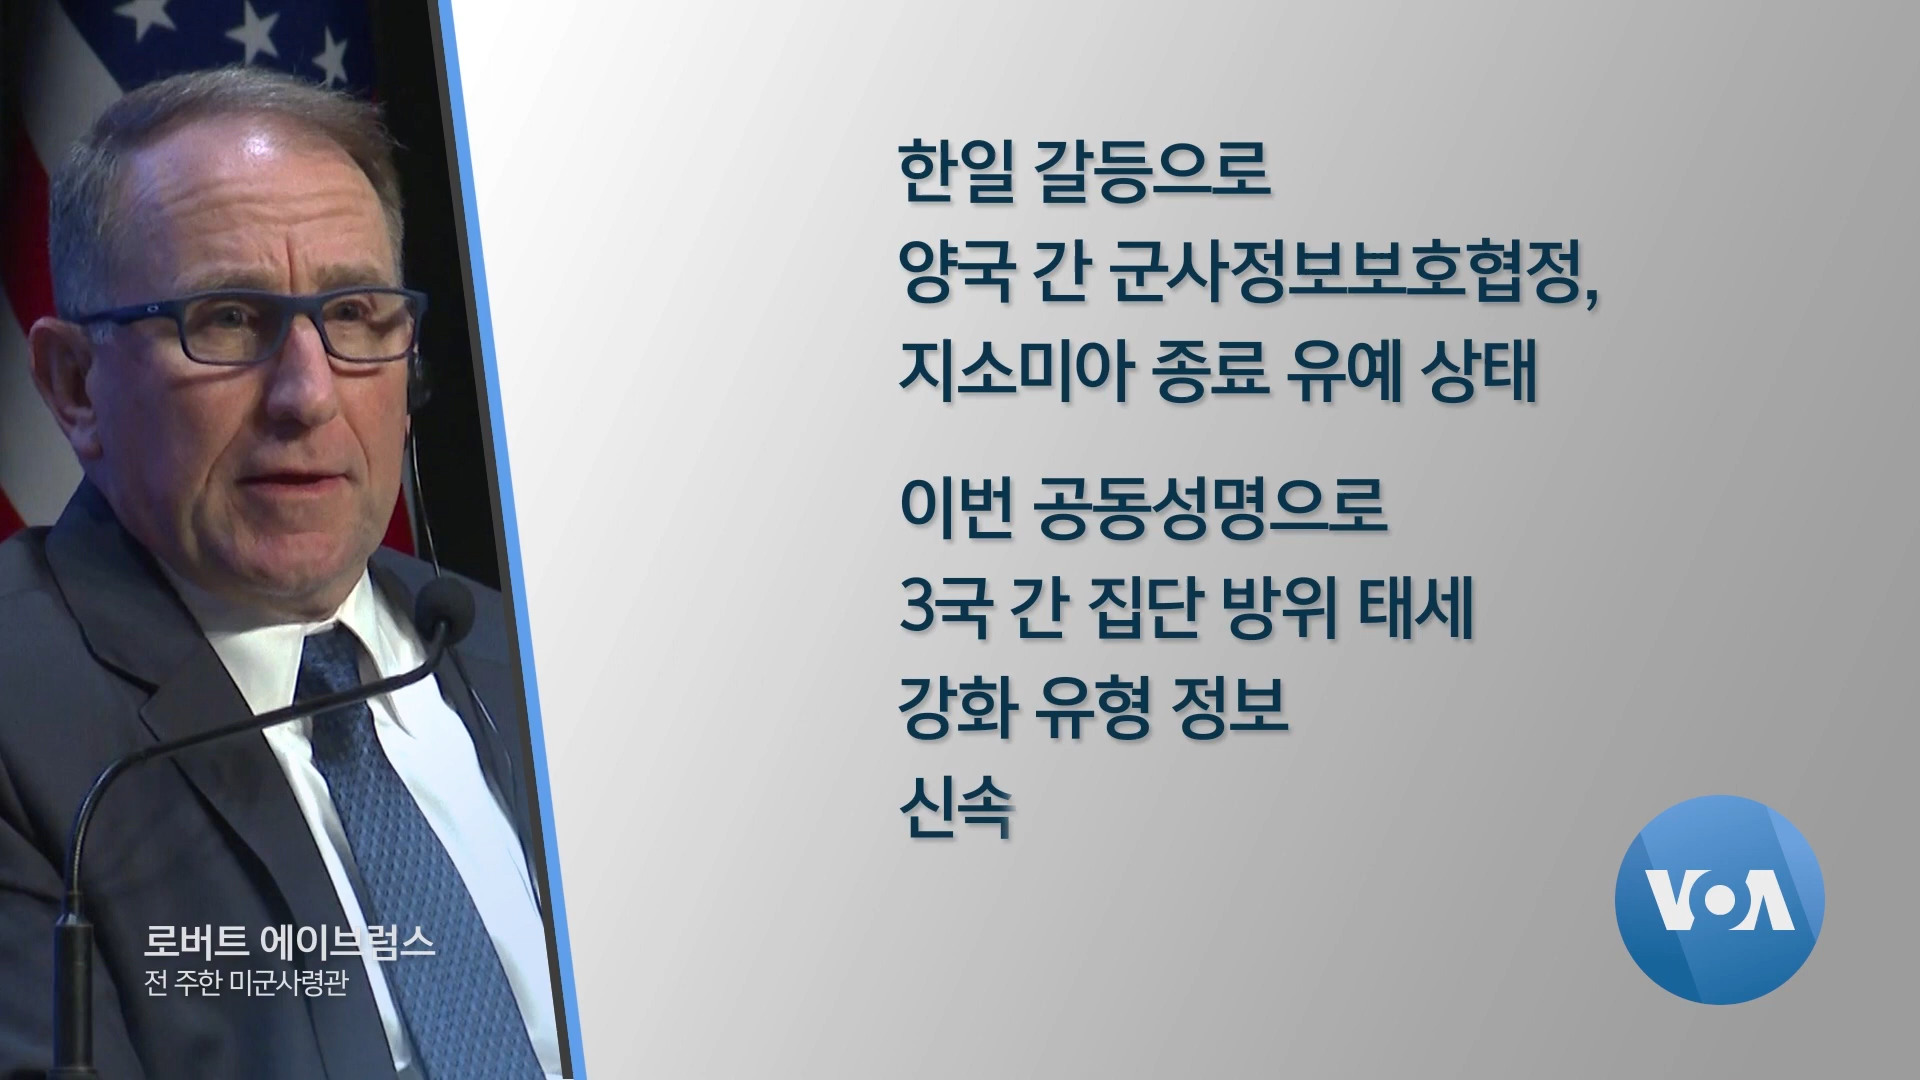 한일 갈등으로
양국 간 군사정보보호협정,
지소미아 종료 유예 상태
이번 공동성명으로
3국 간 집단 방위 태세
강화 유형 정보
신속
로버트 에이브럼스
전 주한 미군사령관
VOA